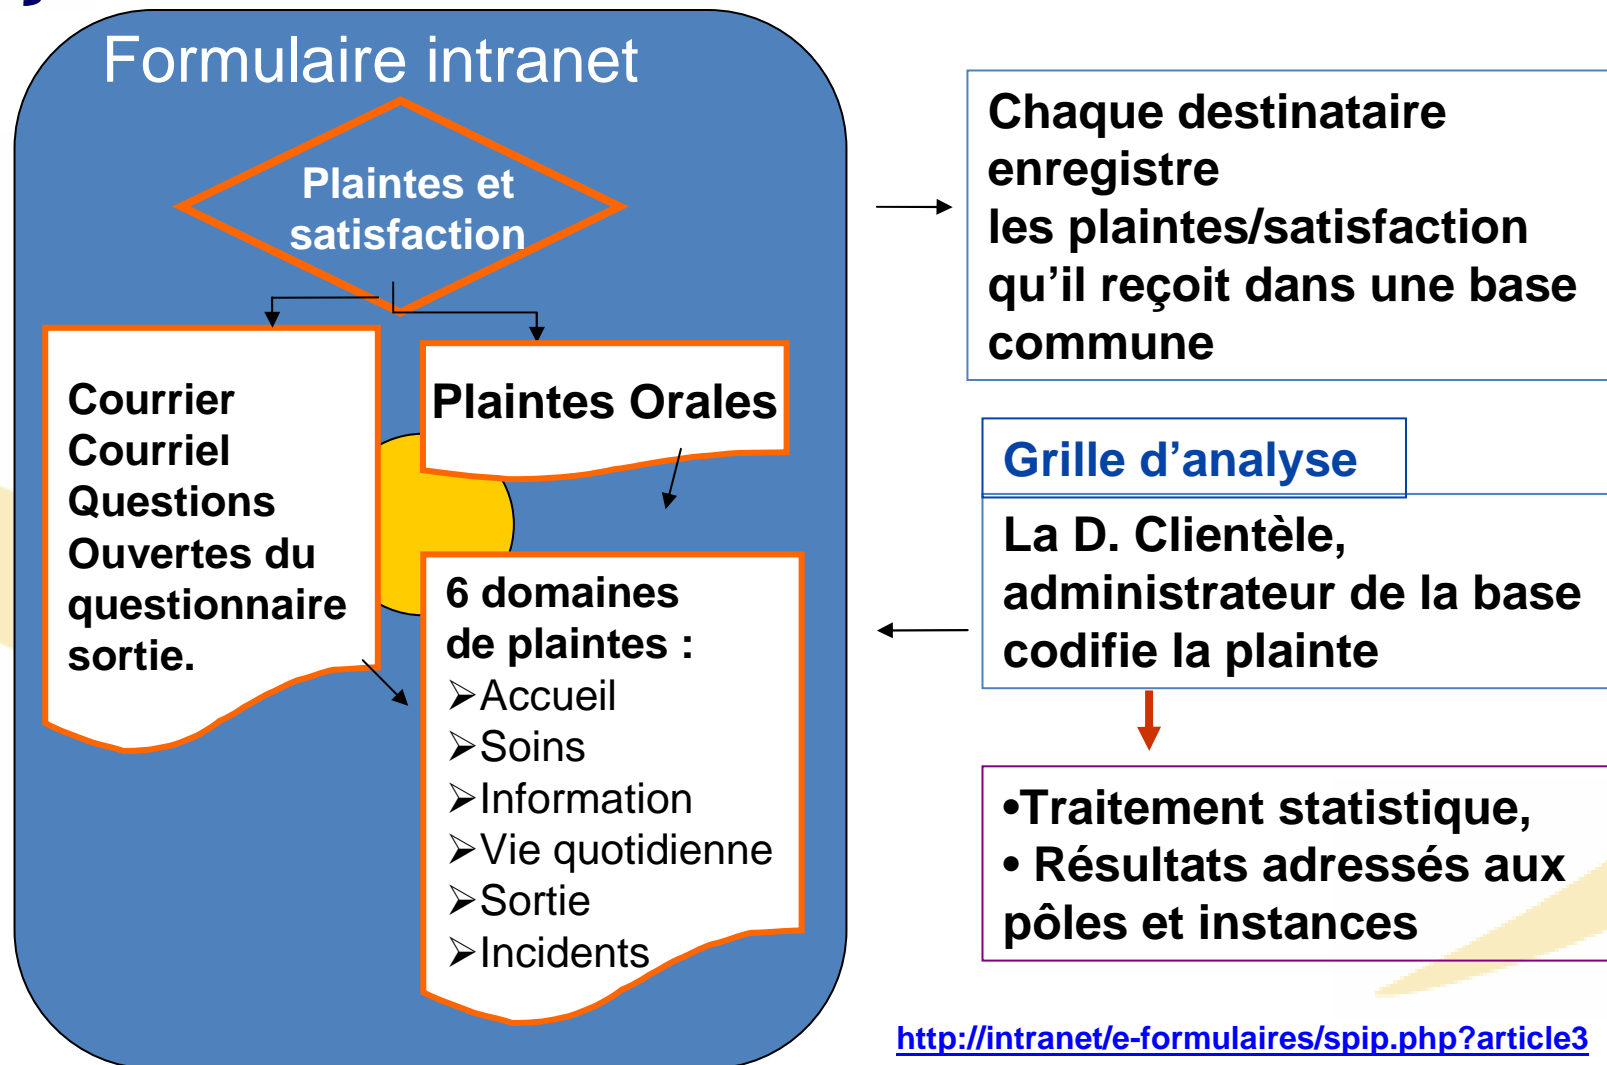 Formulaire intranet
Plaintes et
satisfaction
Courrier
Courriel
Questions
Ouvertes du
questionnaire
sortie.
Plaintes Orales
6 domaines
de plaintes :
➢Accueil
➢Soins
➢Information
➢Vie quotidienne
➢Sortie
➢Incidents
Chaque destinataire
enregistre
les plaintes/satisfaction
qu’il reçoit dans une base
commune
Grille d’analyse
La D. Clientèle,
administrateur de la base
codifie la plainte
•Traitement statistique,
• Résultats adressés aux
pôles et instances
http://intranet/e-formulaires/spip.php?article3